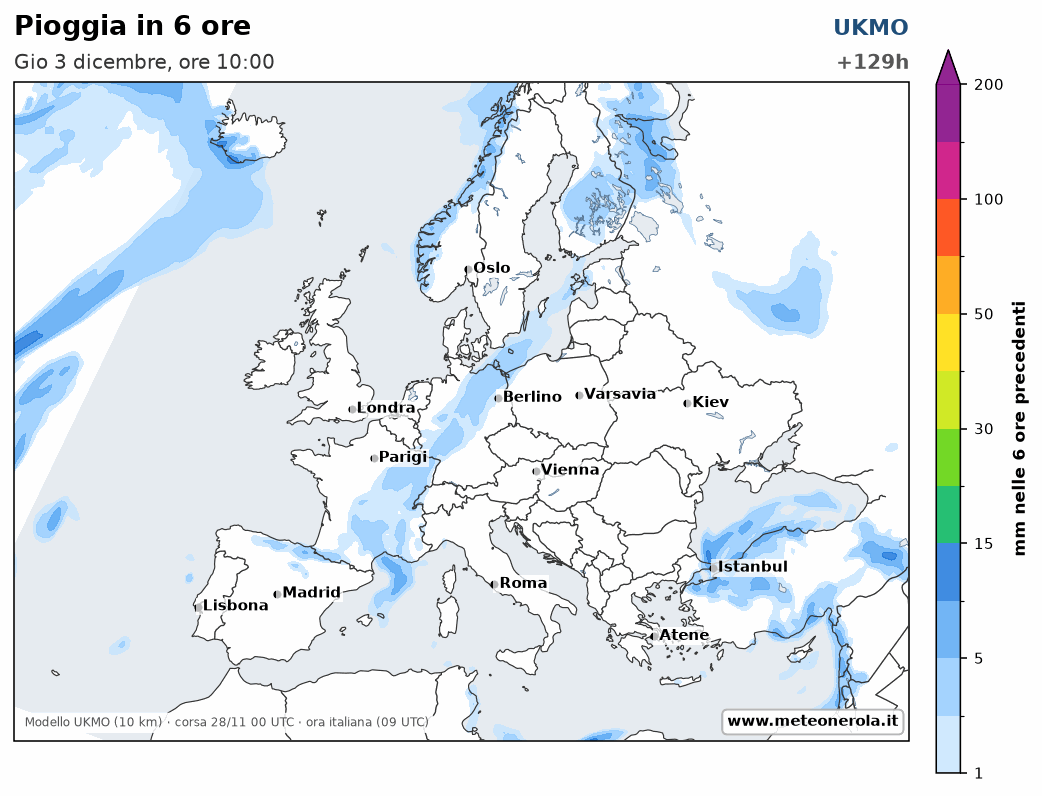 Pioggia in 6 ore
UKMO
Gio 3 dicembre, ore 10:00
+129h
200
100
50
30
15
5
1
mm nelle 6 ore precedenti
Oslo
Berlino
Varsavia
Kiev
Londra
Parigi
Vienna
Istanbul
Roma
Madrid
Lisbona
Atene
Modello UKMO (10 km) · corsa 28/11 00 UTC · ora italiana (09 UTC)
www.meteonerola.it